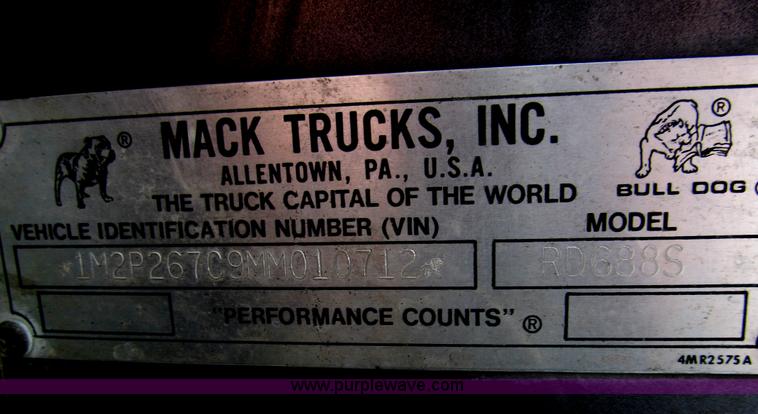 MACK TRUCKS, INC.
ALLENTOWN, PA., U.S.A.
THE TRUCK CAPITAL OF THE WORLD
BULL DOG
VEHICLE IDENTIFICATION NUMBER (VIN)
MODEL
1M2P267C9MM010712
RD688S
"PERFORMANCE COUNTS" ®
4MR2575A
www.purplewave.com